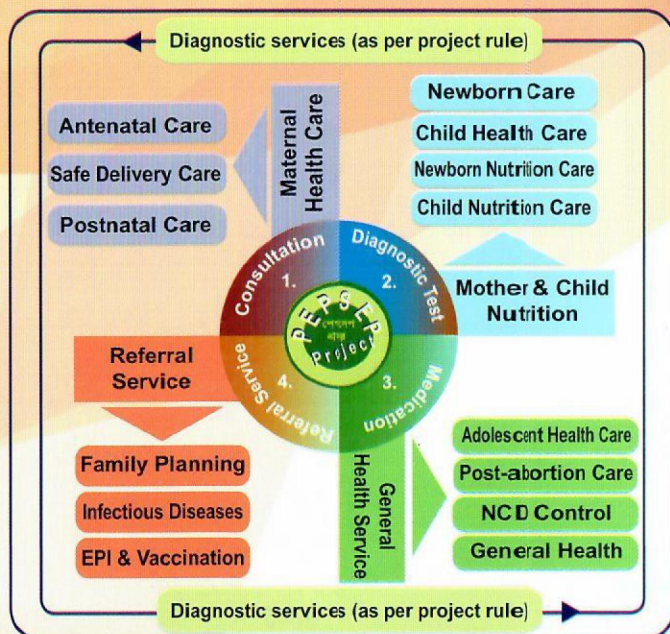 Diagnostic services (as per project rule)
Antenatal Care
Safe Delivery Care
Postnatal Care
Maternal
Health Care
Newborn Care
Child Health Care
Newborn Nutrition Care
Child Nutrition Care
Mother & Child
Nutrition
Consultation
1.
Diagnostic Test
2.
PEPSEP
Project
Medication
3.
Referral Service
4.
Referral
Service
Family Planning
Infectious Diseases
EPI & Vaccination
General
Health Service
Adolescent Health Care
Post-abortion Care
NCD Control
General Health
Diagnostic services (as per project rule)